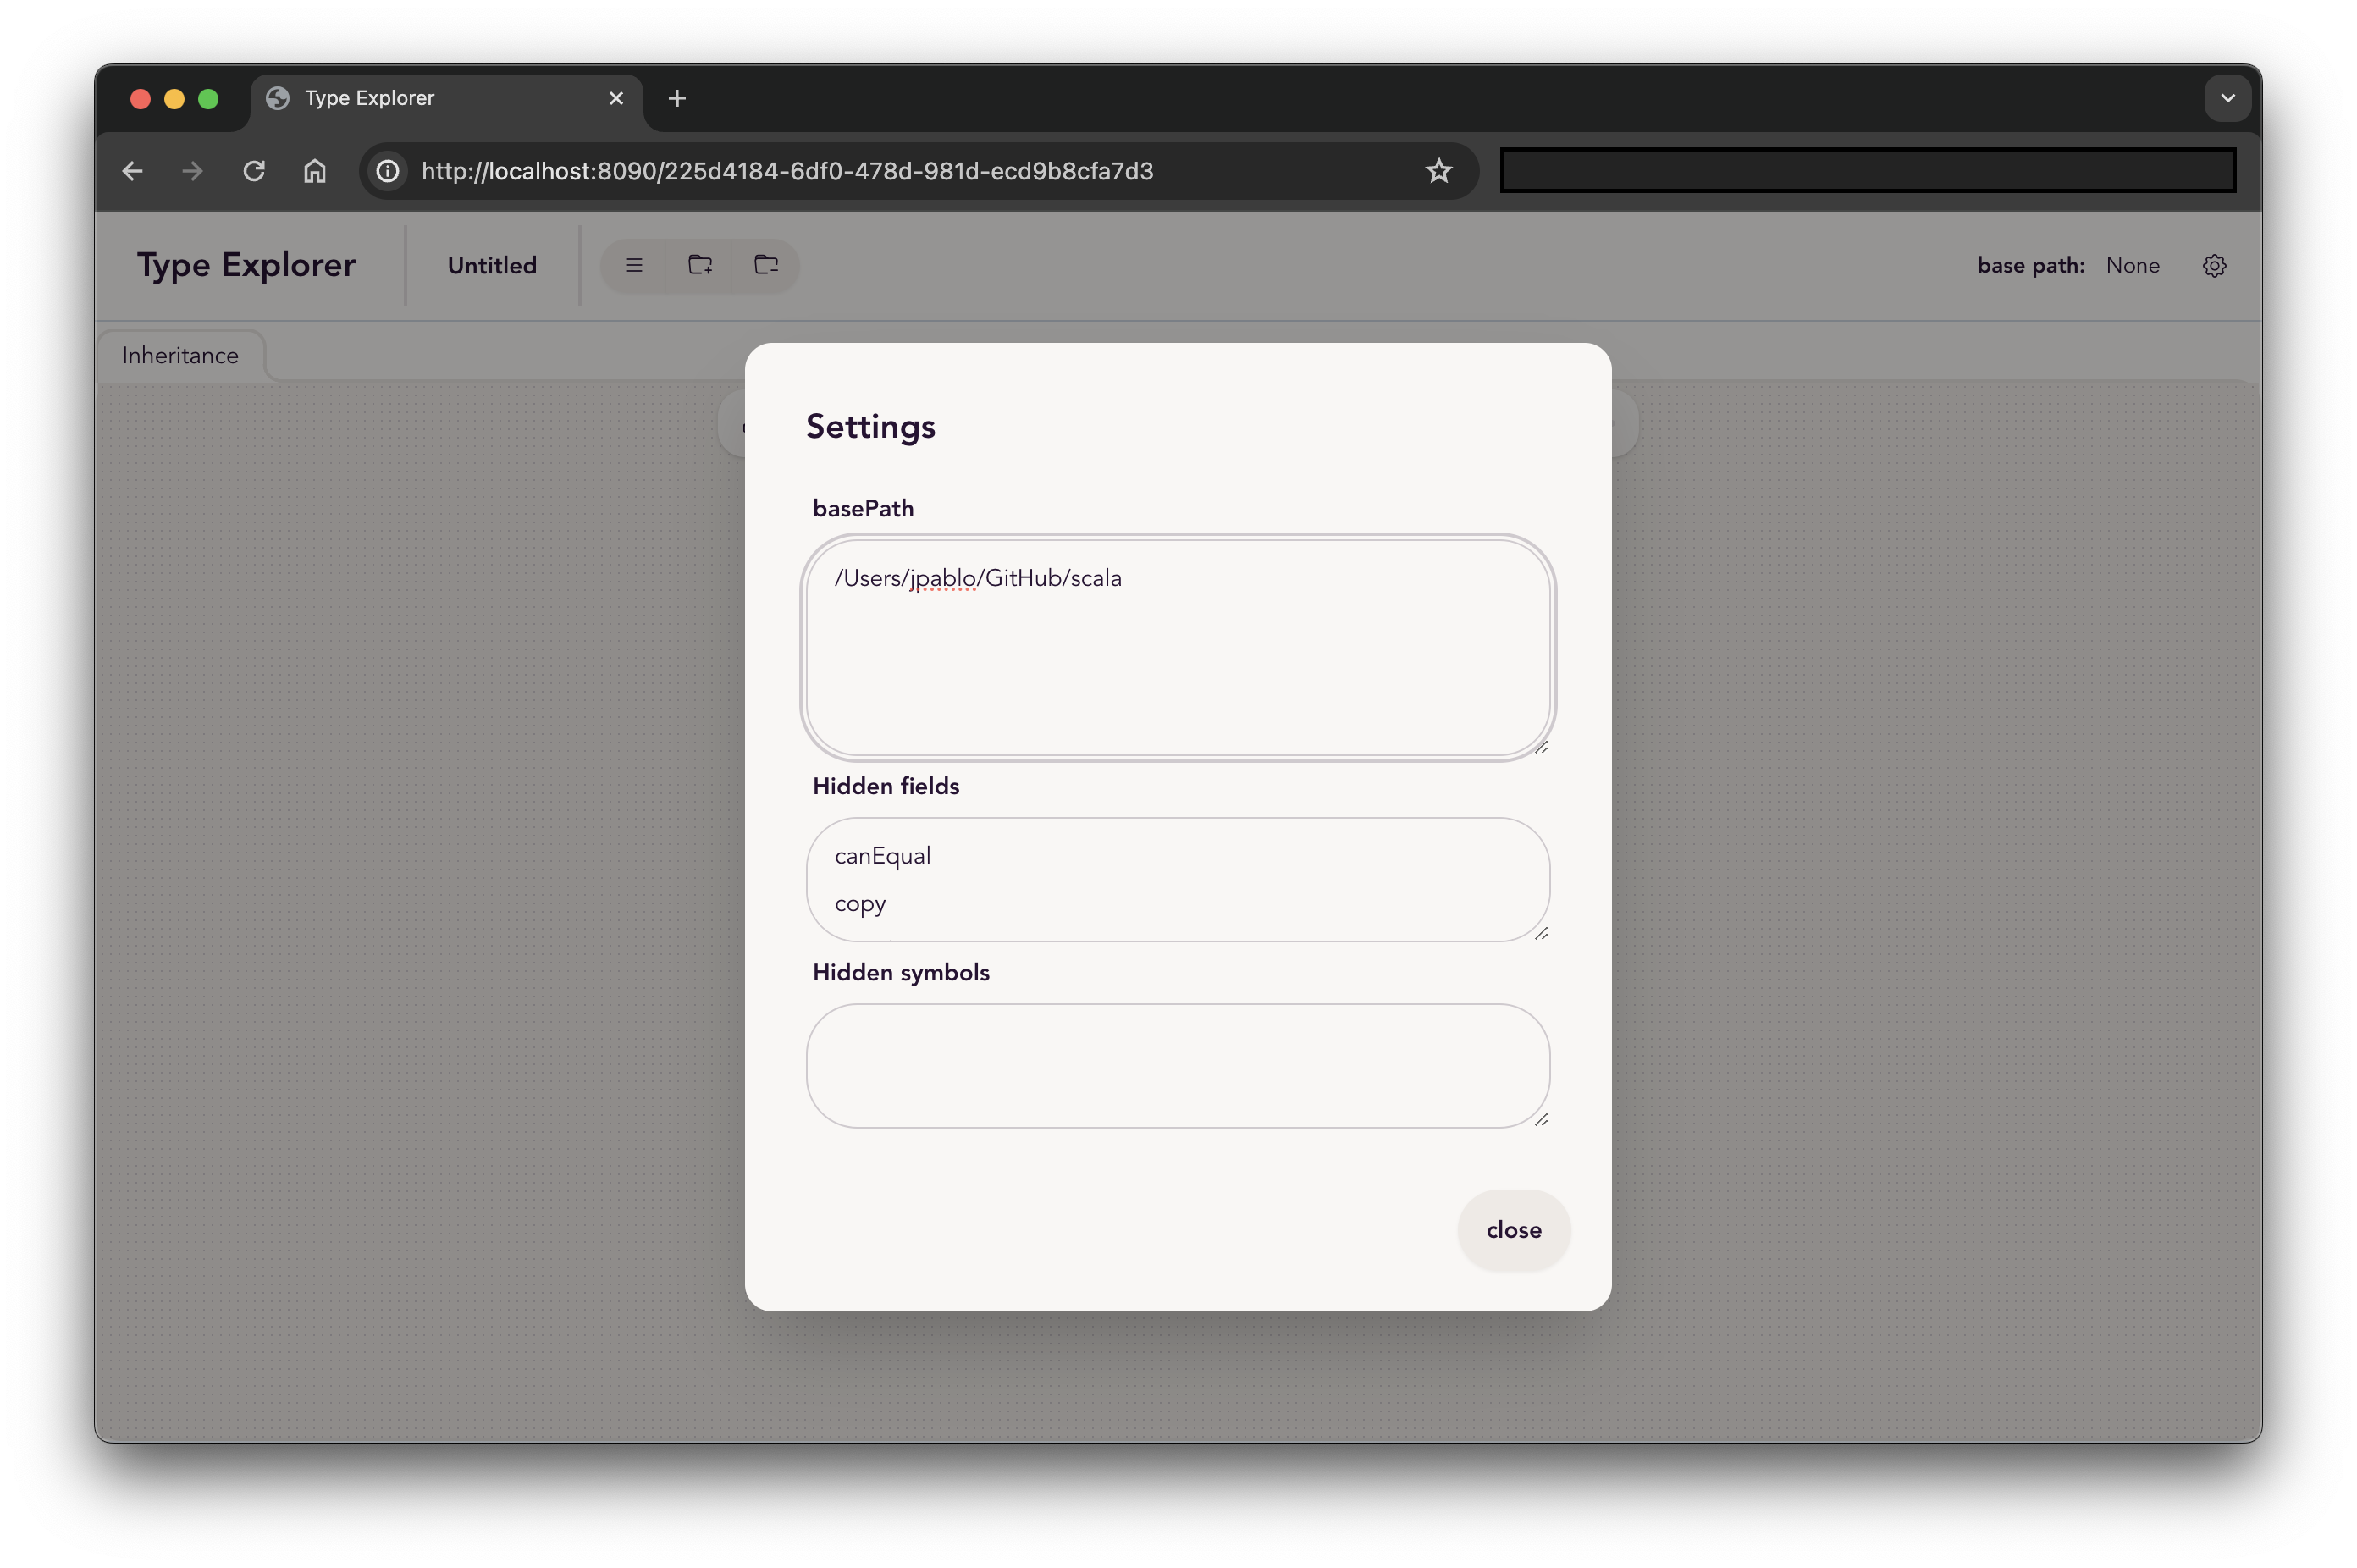 Type Explorer
http://localhost:8090/225d4184-6df0-478d-981d-ecd9b8cfa7d3
Type Explorer
Untitled
base path: None
Inheritance
Settings
basePath
/Users/jpablo/GitHub/scala
Hidden fields
canEqual
copy
Hidden symbols
close